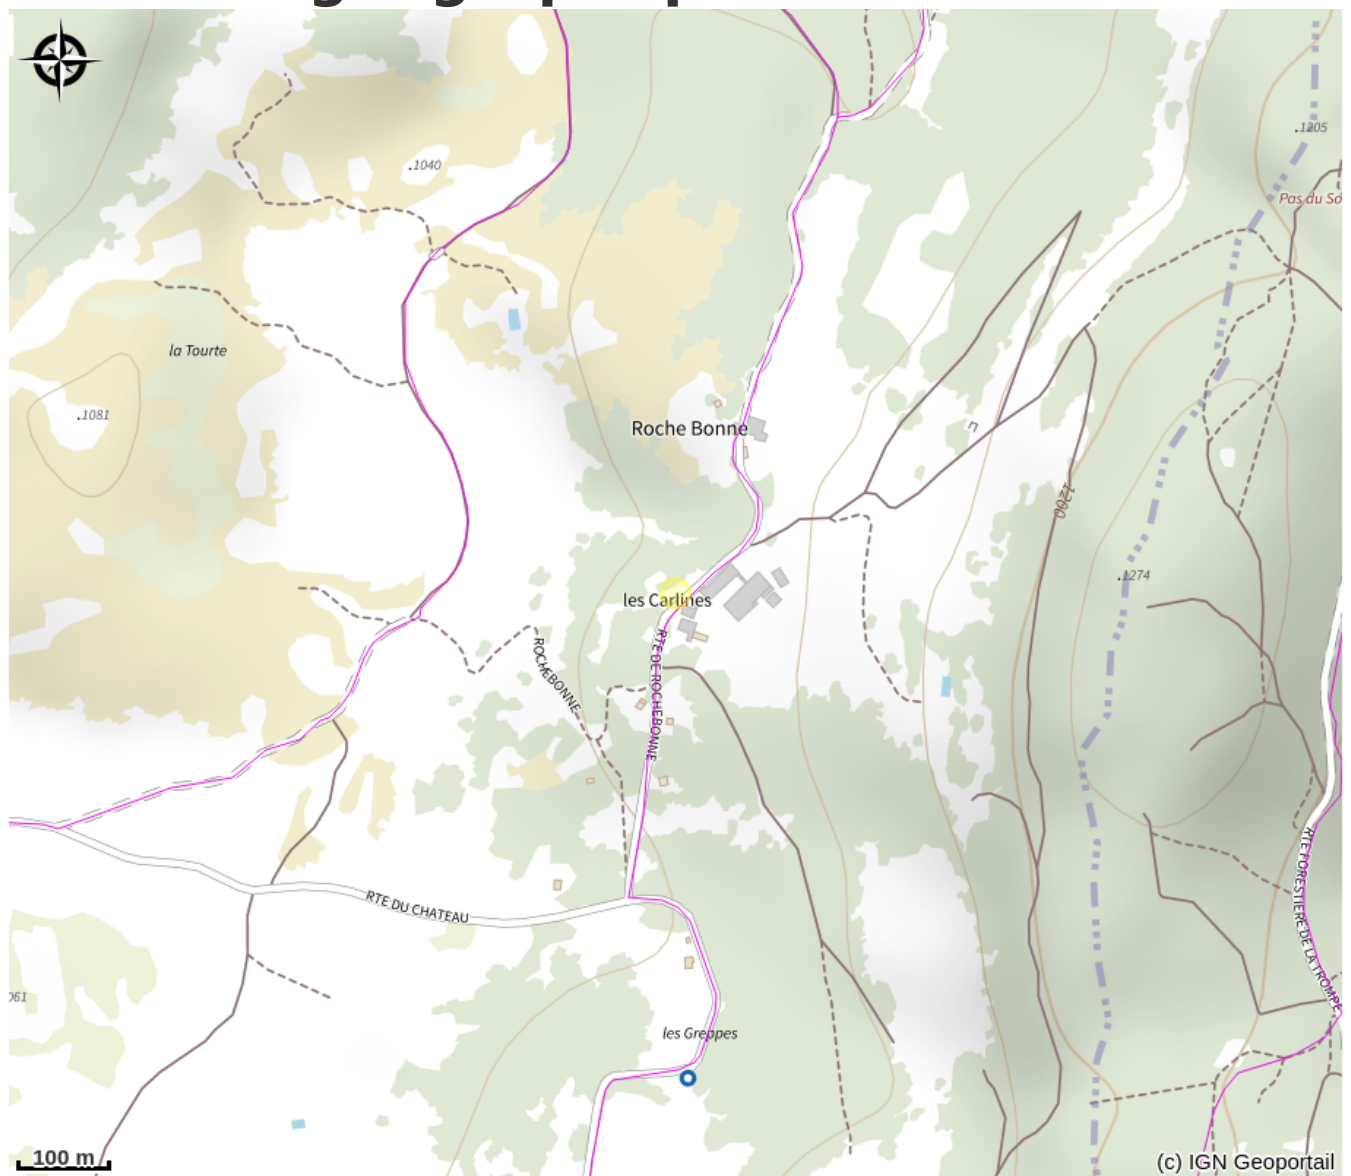 .1205
.1040
Pas du So
la Tourte
.1081
Roche Bonne
1200
.1274
les Carlines
RTE DE ROCHEBONNE
ROCHEBONNE
RTE FORESTIERE DE LA TROMPE
RTE DU CHATEAU
061
les Greppes
100 m
(c) IGN Geoportail